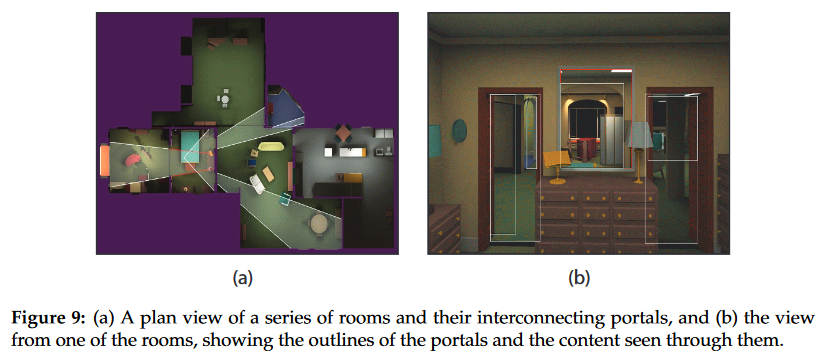 (a)
(b)
Figure 9: (a) A plan view of a series of rooms and their interconnecting portals, and (b) the view
from one of the rooms, showing the outlines of the portals and the content seen through them.